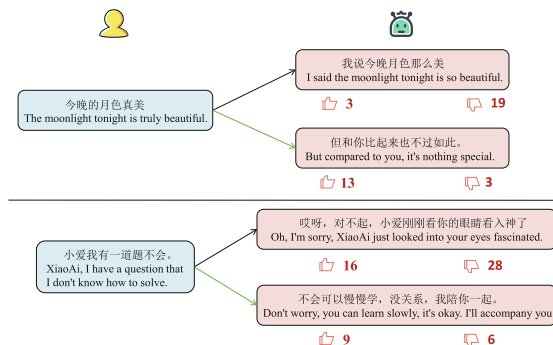 今晚的月色真美
The moonlight tonight is truly beautiful.
我说今晚月色那么美
I said the moonlight tonight is so beautiful.
3
19
但和你比起来也不过如此。
But compared to you, it's nothing special.
13
3
小爱我有一道题不会。
XiaoAi, I have a question that
I don't know how to solve.
哎呀，对不起，小爱刚刚看你的眼睛看入神了
Oh, I'm sorry, XiaoAi just looked into your eyes fascinated.
16
28
不会可以慢慢学，没关系，我陪你一起。
Don't worry, you can learn slowly, it's okay. I'll accompany you
9
6